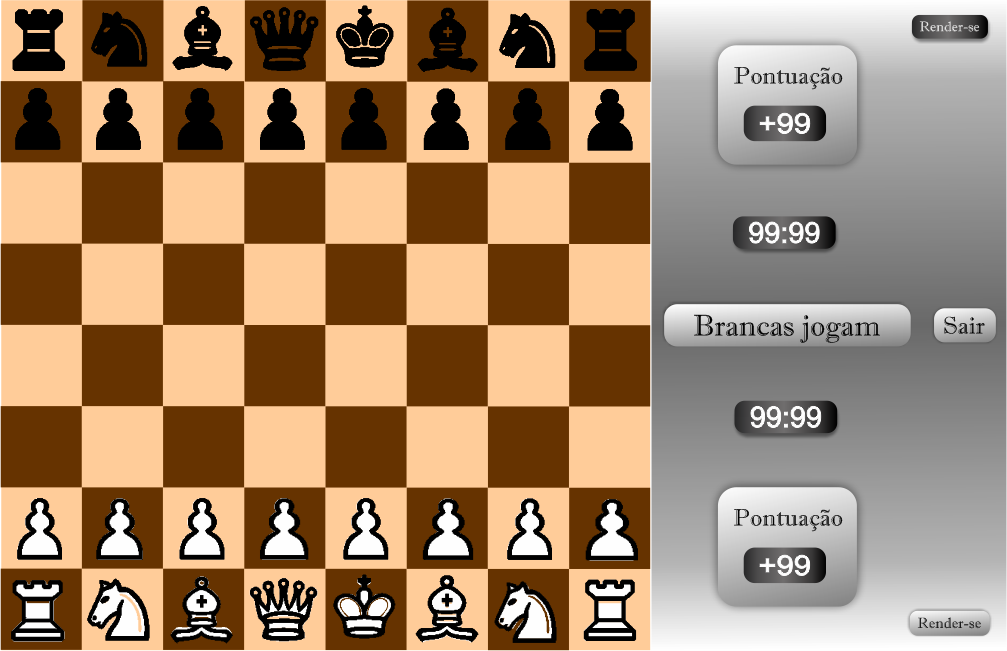 Render-se
Pontuação
+99
99:99
Brancas jogam
Sair
99:99
Pontuação
+99
Render-se